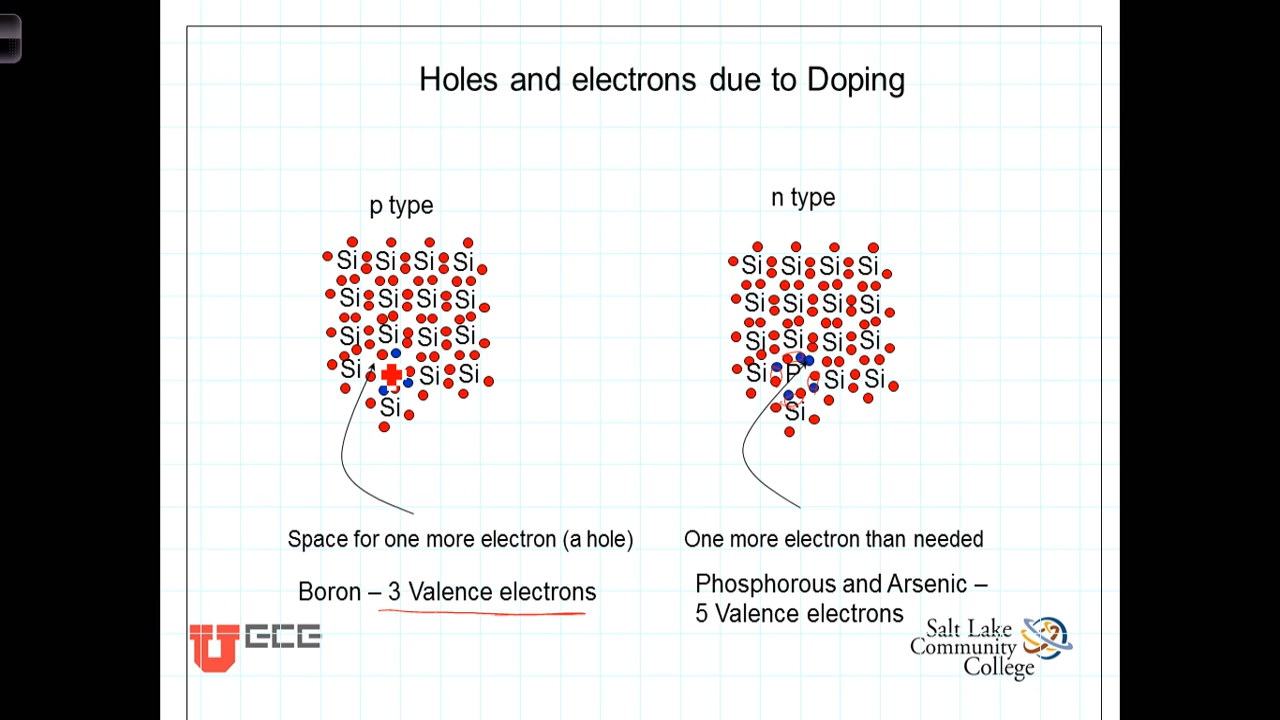 Holes and electrons due to Doping
p type
n type
Si Si Si Si
Si Si Si Si
Si Si Si Si
Si Si Si
Si
Si Si Si Si
Si Si Si Si
Si Si Si Si
Si P Si Si
Si
Space for one more electron (a hole)
One more electron than needed
Boron – 3 Valence electrons
Phosphorous and Arsenic –
5 Valence electrons
U ECE
Salt Lake
Community
College